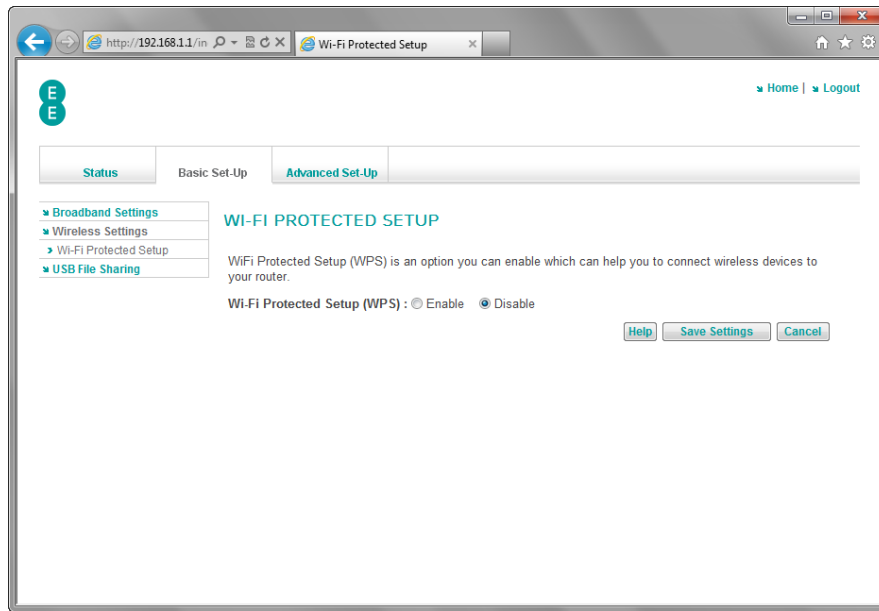 http://192.168.1.1/in
Wi-Fi Protected Setup
E
E
Home | Logout
Status
Basic Set-Up
Advanced Set-Up
Broadband Settings
Wireless Settings
Wi-Fi Protected Setup
USB File Sharing
WI-FI PROTECTED SETUP
WiFi Protected Setup (WPS) is an option you can enable which can help you to connect wireless devices to
your router.
Wi-Fi Protected Setup (WPS) : Enable Disable
Help Save Settings Cancel